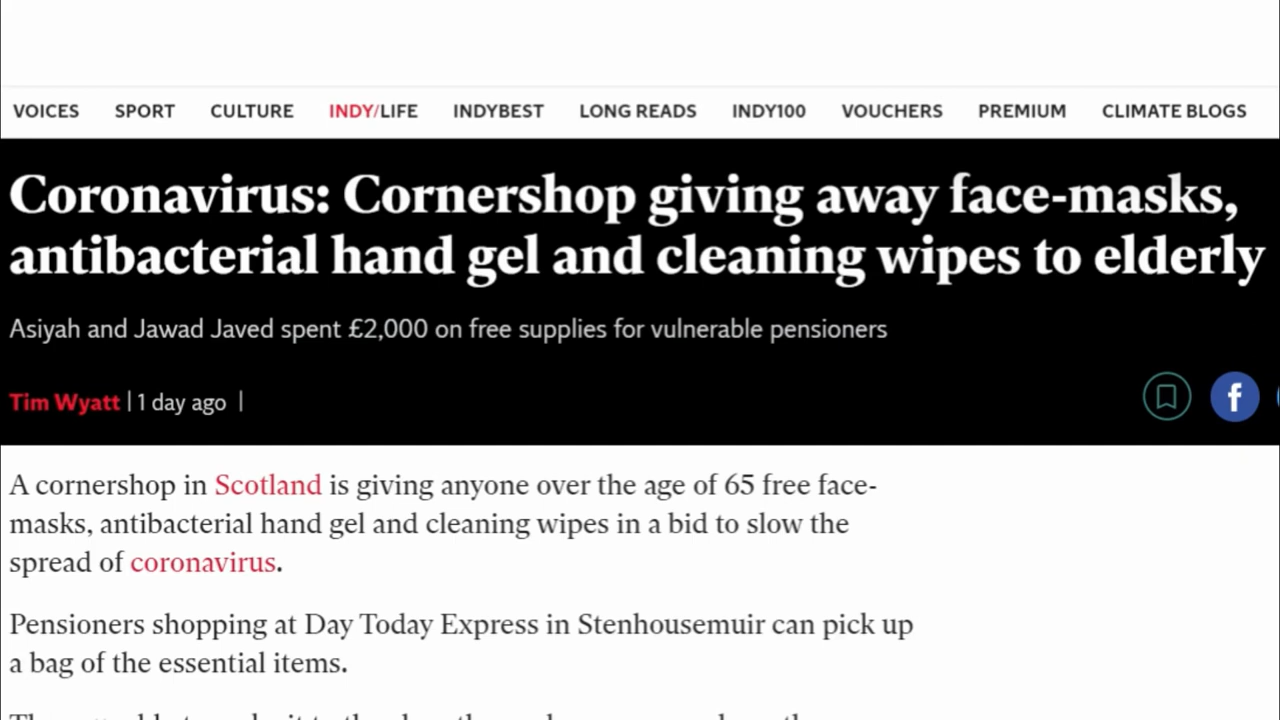 VOICES SPORT CULTURE INDY/LIFE INDYBEST LONG READS INDY100 VOUCHERS PREMIUM CLIMATE BLOGS
Coronavirus: Cornershop giving away face-masks,
antibacterial hand gel and cleaning wipes to elderly
Asiyah and Jawad Javed spent £2,000 on free supplies for vulnerable pensioners
Tim Wyatt | 1 day ago |
f
A cornershop in Scotland is giving anyone over the age of 65 free face-
masks, antibacterial hand gel and cleaning wipes in a bid to slow the
spread of coronavirus.
Pensioners shopping at Day Today Express in Stenhousemuir can pick up
a bag of the essential items.